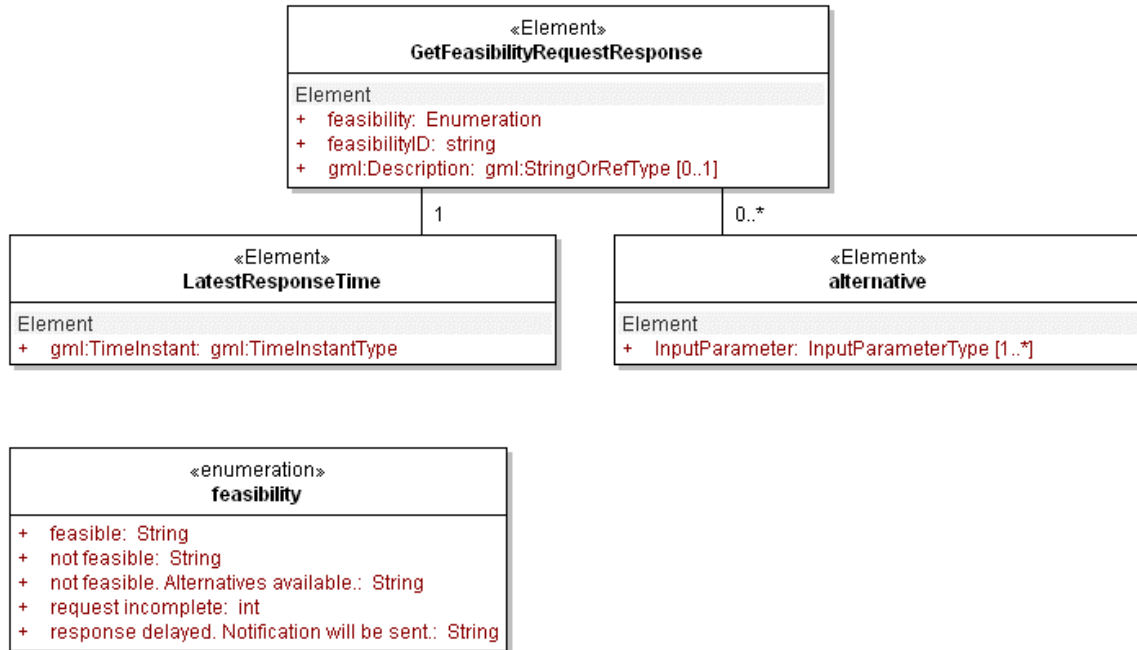 «Element»
GetFeasibilityRequestResponse
Element
+ feasibility: Enumeration
+ feasibilityID: string
+ gml:Description: gml:StringOrRefType [0..1]
1
0..*
«Element»
LatestResponseTime
Element
+ gml:TimeInstant: gml:TimeInstantType
«Element»
alternative
Element
+ InputParameter: InputParameterType [1..*]
«enumeration»
feasibility
+ feasible: String
+ not feasible: String
+ not feasible. Alternatives available.: String
+ request incomplete: int
+ response delayed. Notification will be sent.: String